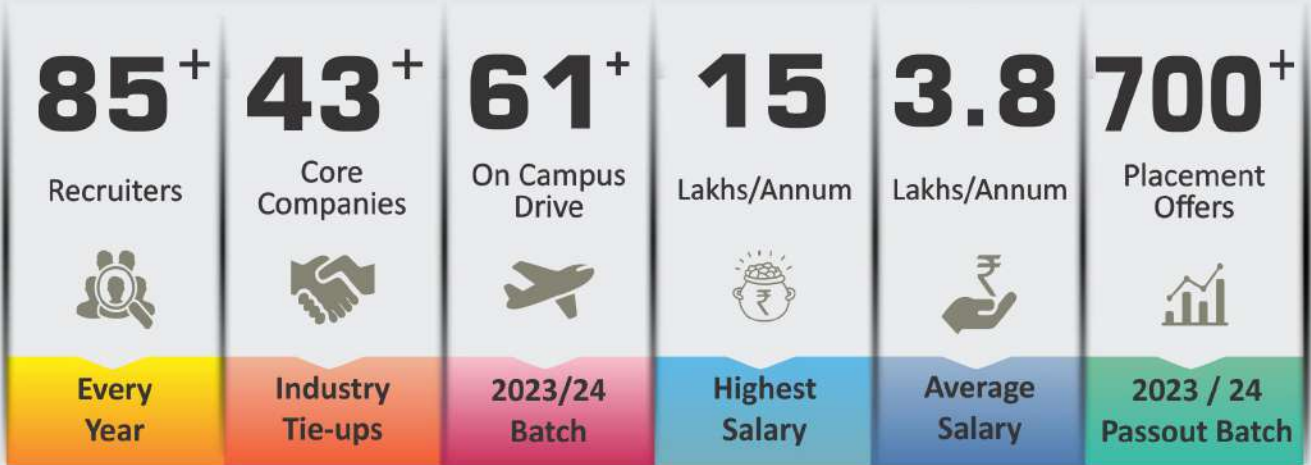 85+
Recruiters
Every
Year
43+
Core
Companies
Industry
Tie-ups
61+
On Campus
Drive
2023/24
Batch
15
Lakhs/Annum
₹
Highest
Salary
3.8
Lakhs/Annum
₹
Average
Salary
700+
Placement
Offers
2023 / 24
Passout Batch